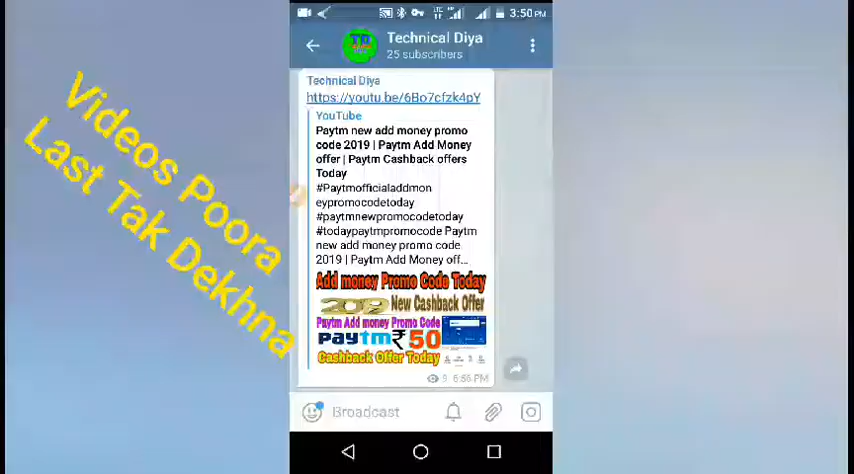 3:50 PM
Technical Diya
25 subscribers
Technical Diya
https://youtu.be/6Bo7cfzk4pY
YouTube
Paytm new add money promo
code 2019 | Paytm Add Money
offer | Paytm Cashback offers
Today
#Paytmofficialaddmon
eypromocodetoday
#paytmnewpromocodetoday
#todaypaytmpromocode Paytm
new add money promo code
2019 | Paytm Add Money off...
Add money Promo Code Today
2019 New Cashback Offer
Paytm Add money Promo Code
paytm ₹ 50
Cashback Offer Today
9 6:56 PM
Broadcast
Videos Poora
Last Tak Dekhna